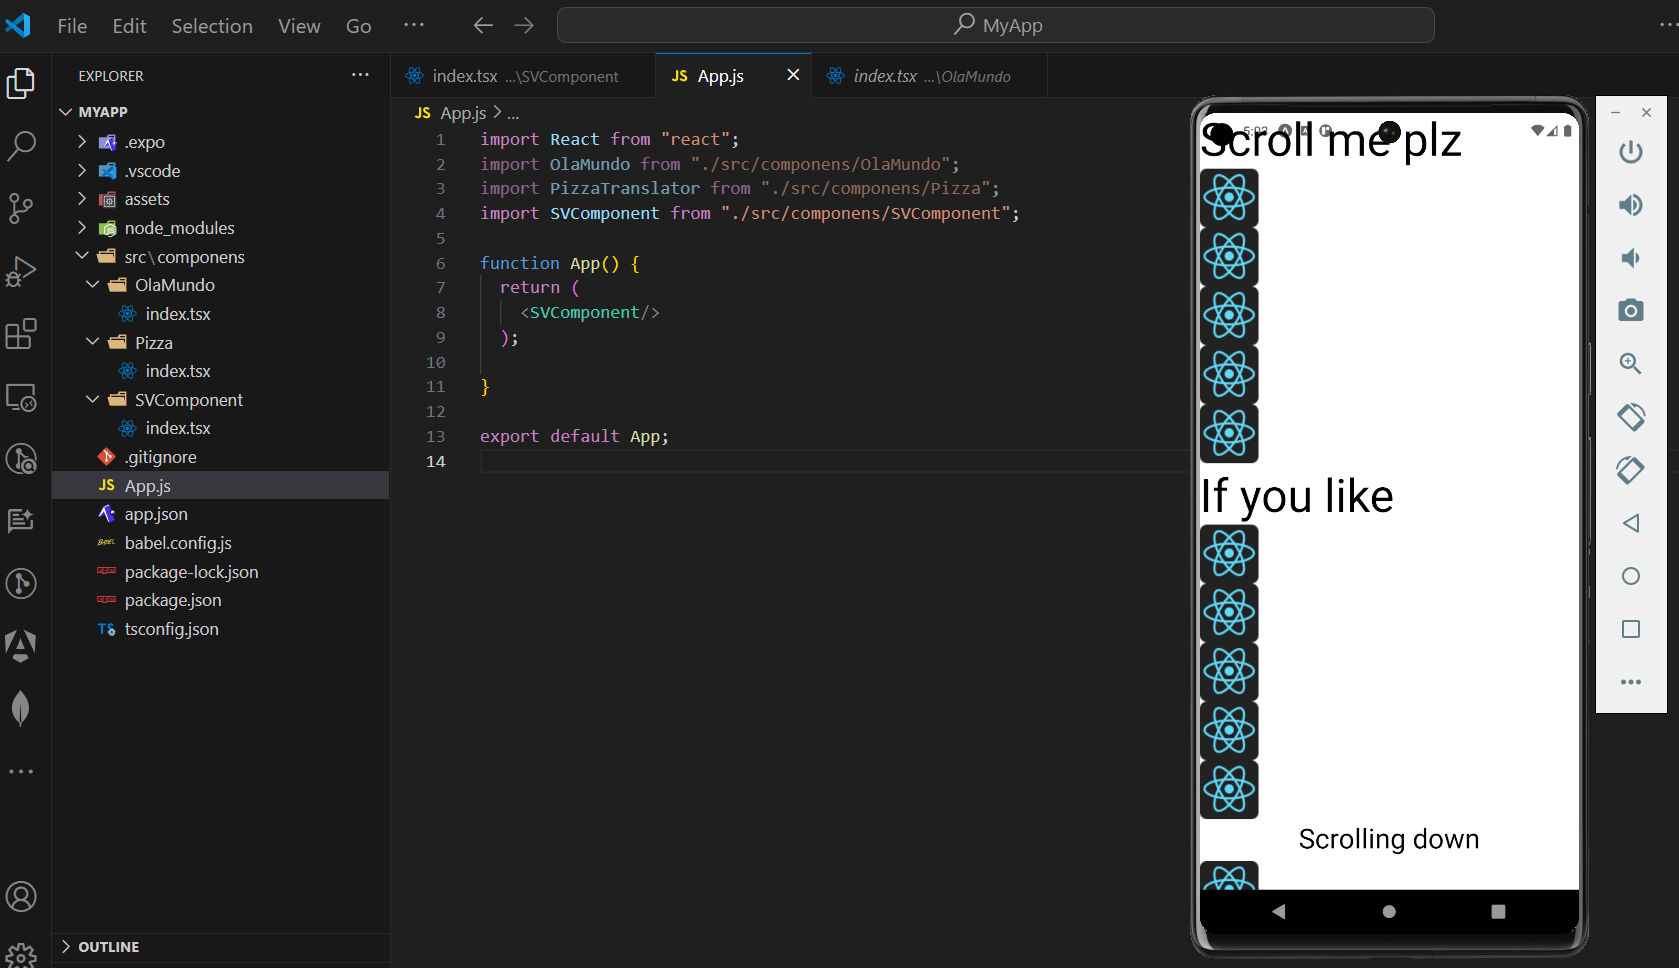 File Edit Selection View Go ··· MyApp ···
EXPLORER ···
MYAPP
.expo
.vscode
assets
node_modules
src\componens
OlaMundo
index.tsx
Pizza
index.tsx
SVComponent
index.tsx
.gitignore
JS App.js
app.json
babel.config.js
package-lock.json
package.json
TS tsconfig.json
OUTLINE
index.tsx ...\SVComponent JS App.js index.tsx ...\OlaMundo
JS App.js > ...
1 import React from "react";
2 import OlaMundo from "./src/componens/OlaMundo";
3 import PizzaTranslator from "./src/componens/Pizza";
4 import SVComponent from "./src/componens/SVComponent";
5
6 function App() {
7 return (
8 <SVComponent/>
9 );
10
11 }
12
13 export default App;
14
Scroll me plz
If you like
Scrolling down